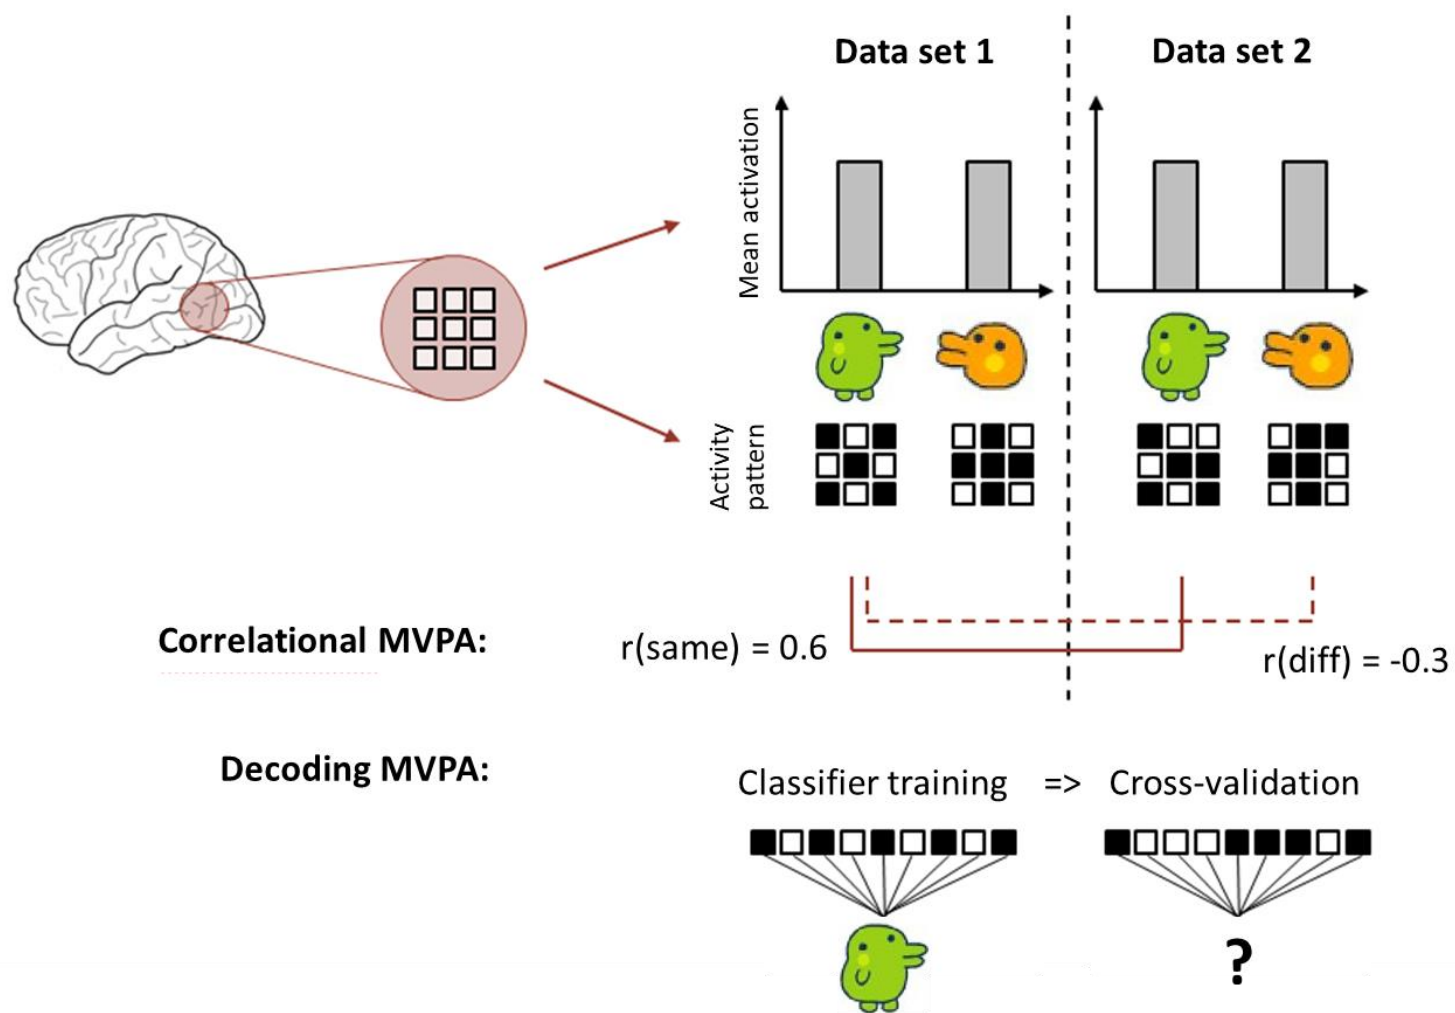 Data set 1
Data set 2
Mean activation
Activity
pattern
Correlational MVPA:
r(same) = 0.6
r(diff) = -0.3
Decoding MVPA:
Classifier training => Cross-validation
?